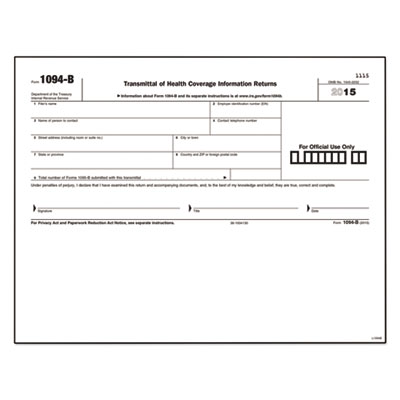 1115
Form 1094-B
Department of the Treasury
Internal Revenue Service
Transmittal of Health Coverage Information Returns
▶ Information about Form 1094-B and its separate instructions is at www.irs.gov/form1094b
OMB No. 1545-2252
2015
1 Filer's name
2 Employer identification number (EIN)
3 Name of person to contact
4 Contact telephone number
5 Street address (including room or suite no.)
6 City or town
7 State or province
8 Country and ZIP or foreign postal code
For Official Use Only
9 Total number of Forms 1095-B submitted with this transmittal
Under penalties of perjury, I declare that I have examined this return and accompanying documents, and, to the best of my knowledge and belief, they are true, correct and complete.
Signature
Title
Date
For Privacy Act and Paperwork Reduction Act Notice, see separate instructions.
Form 1094-B (2015)